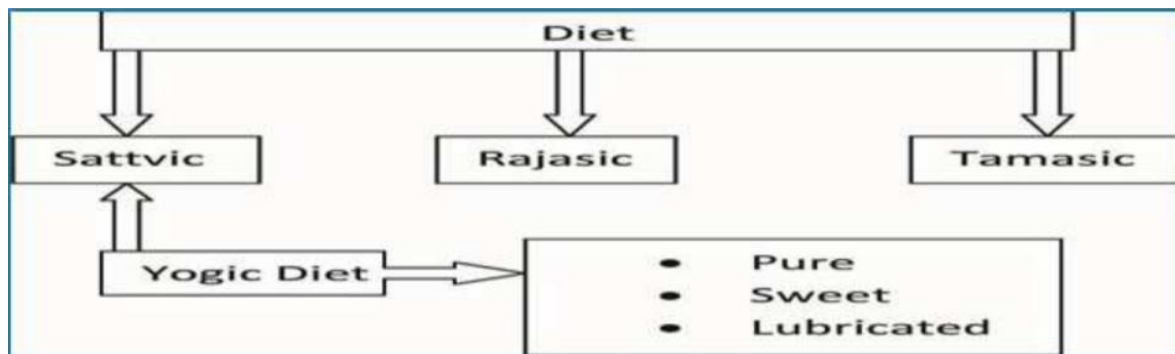 Diet
Sattvic
Rajasic
Tamasic
Yogic Diet
• Pure
• Sweet
• Lubricated